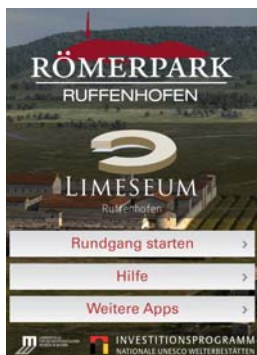 RÖMERPARK
RUFFENHOFEN
LIMESEUM
Ruffenhofen
Rundgang starten
Hilfe
Weitere Apps
INVESTITIONSPROGRAMM
NATIONALE UNESCO WELTERBESTÄTTEN